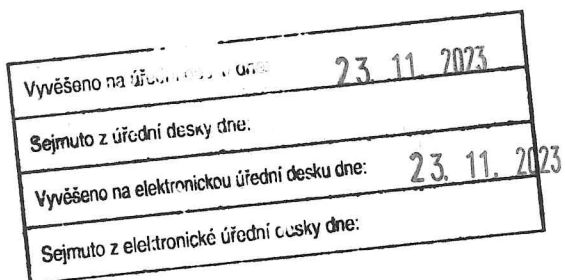 Vyvěšeno na 23 11 2023
Sejmuto z úřední desky dne:
Vyvěšeno na elektronickou úřední desku dne: 23. 11. 2023
Sejmuto z elektronické úřední desky dne: